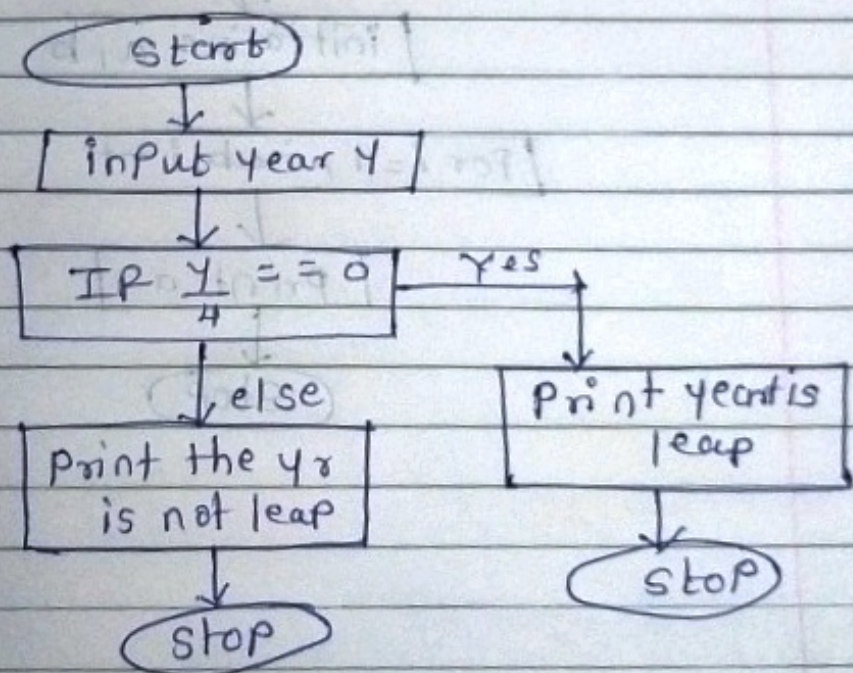 Start
input year y
IF y/4 == 0
Yes
else
Print year is
leap
Print the yr
is not leap
Stop
Stop